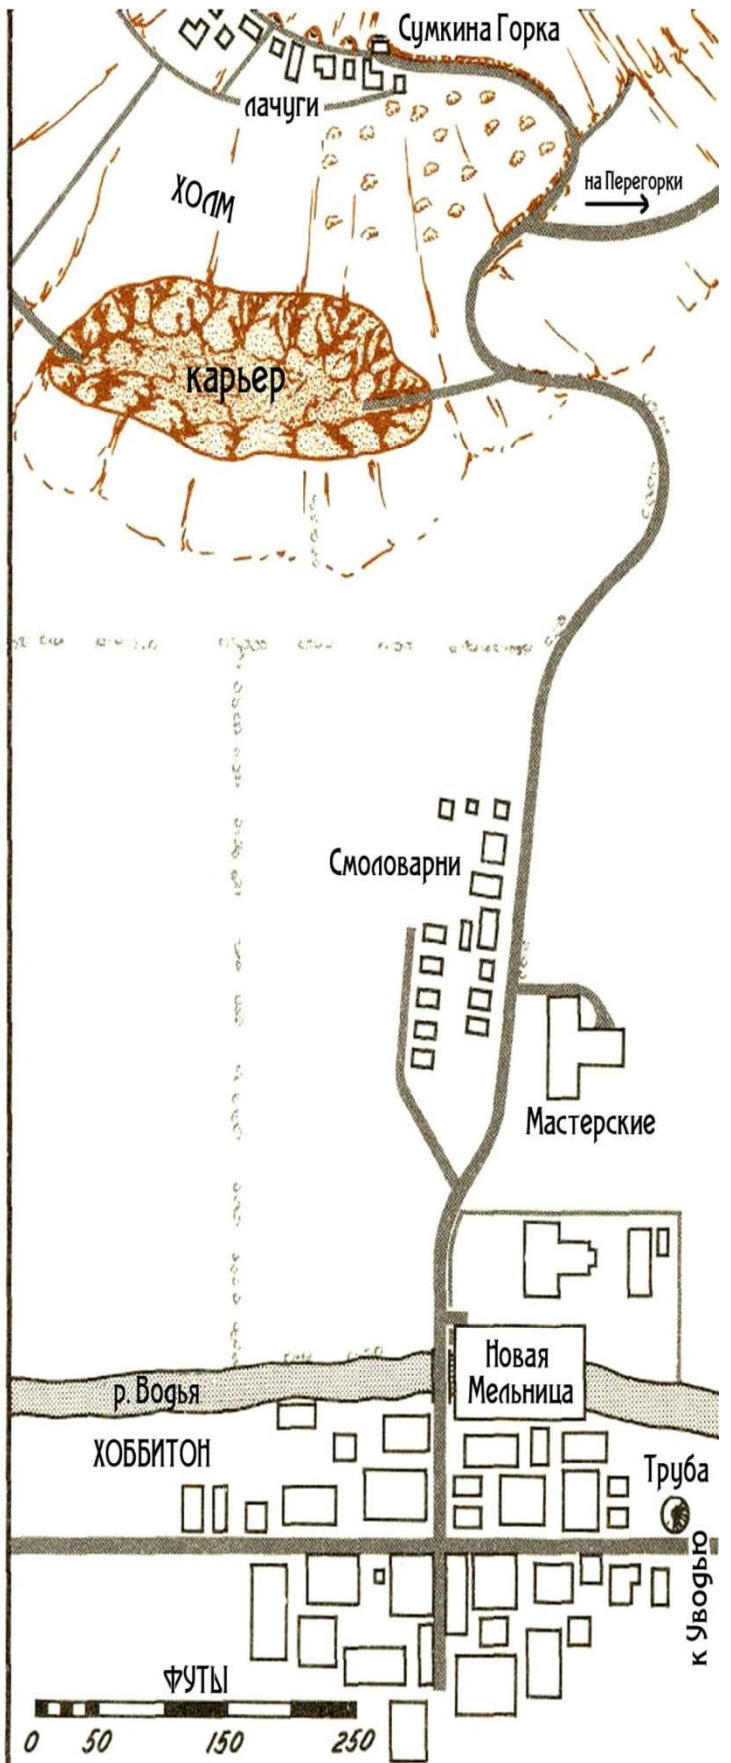 Сумкина Горка
лачуги
на Перегорки
ХОЛМ
карьер
Смоловарни
Мастерские
Новая
Мельница
р. Водья
ХОББИТОН
Труба
к Уводью
ФУТЫ
0 50 150 250